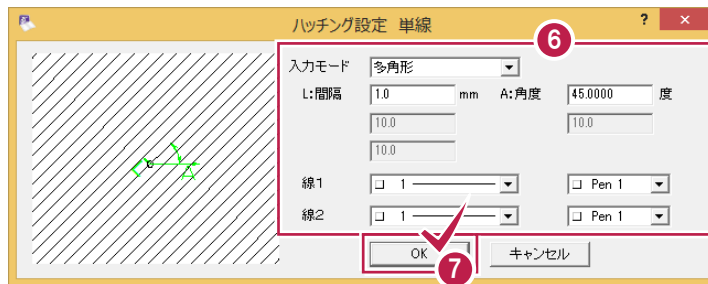 ハッチング設定 単線 ? ×
6
入力モード 多角形
L:間隔 1.0 mm A:角度 45.0000 度
10.0 10.0
10.0
線1 1 Pen 1
線2 1 Pen 1
OK キャンセル
7
L
A